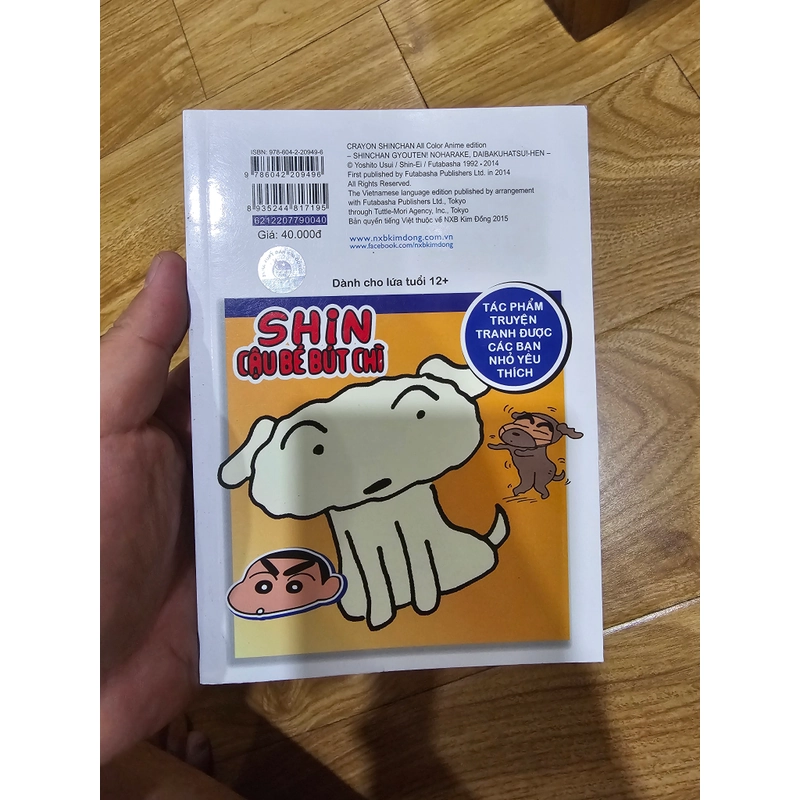 ISBN: 978-604-2-20949-6
9 786042 209496
8 935244 817195
6212207790040
Giá: 40.000đ
CRAYON SHINCHAN All Color Anime edition
– SHINCHAN GYOUTEN! NOHARAKE, DAIBAKUHATSU!-HEN –
© Yoshito Usui / Shin-Ei / Futabasha 1992 - 2014
First published by Futabasha Publishers Ltd. in 2014
All Rights Reserved.
The Vietnamese language edition published by arrangement
with Futabasha Publishers Ltd., Tokyo
through Tuttle-Mori Agency, Inc., Tokyo
Bản quyền tiếng Việt thuộc về NXB Kim Đồng 2015
www.nxbkimdong.com.vn
www.facebook.com/nxbkimdong
Dành cho lứa tuổi 12+
SHiN
CẬU BÉ BÚT CHÌ
TÁC PHẨM
TRUYỆN
TRANH ĐƯỢC
CÁC BẠN
NHỎ YÊU
THÍCH